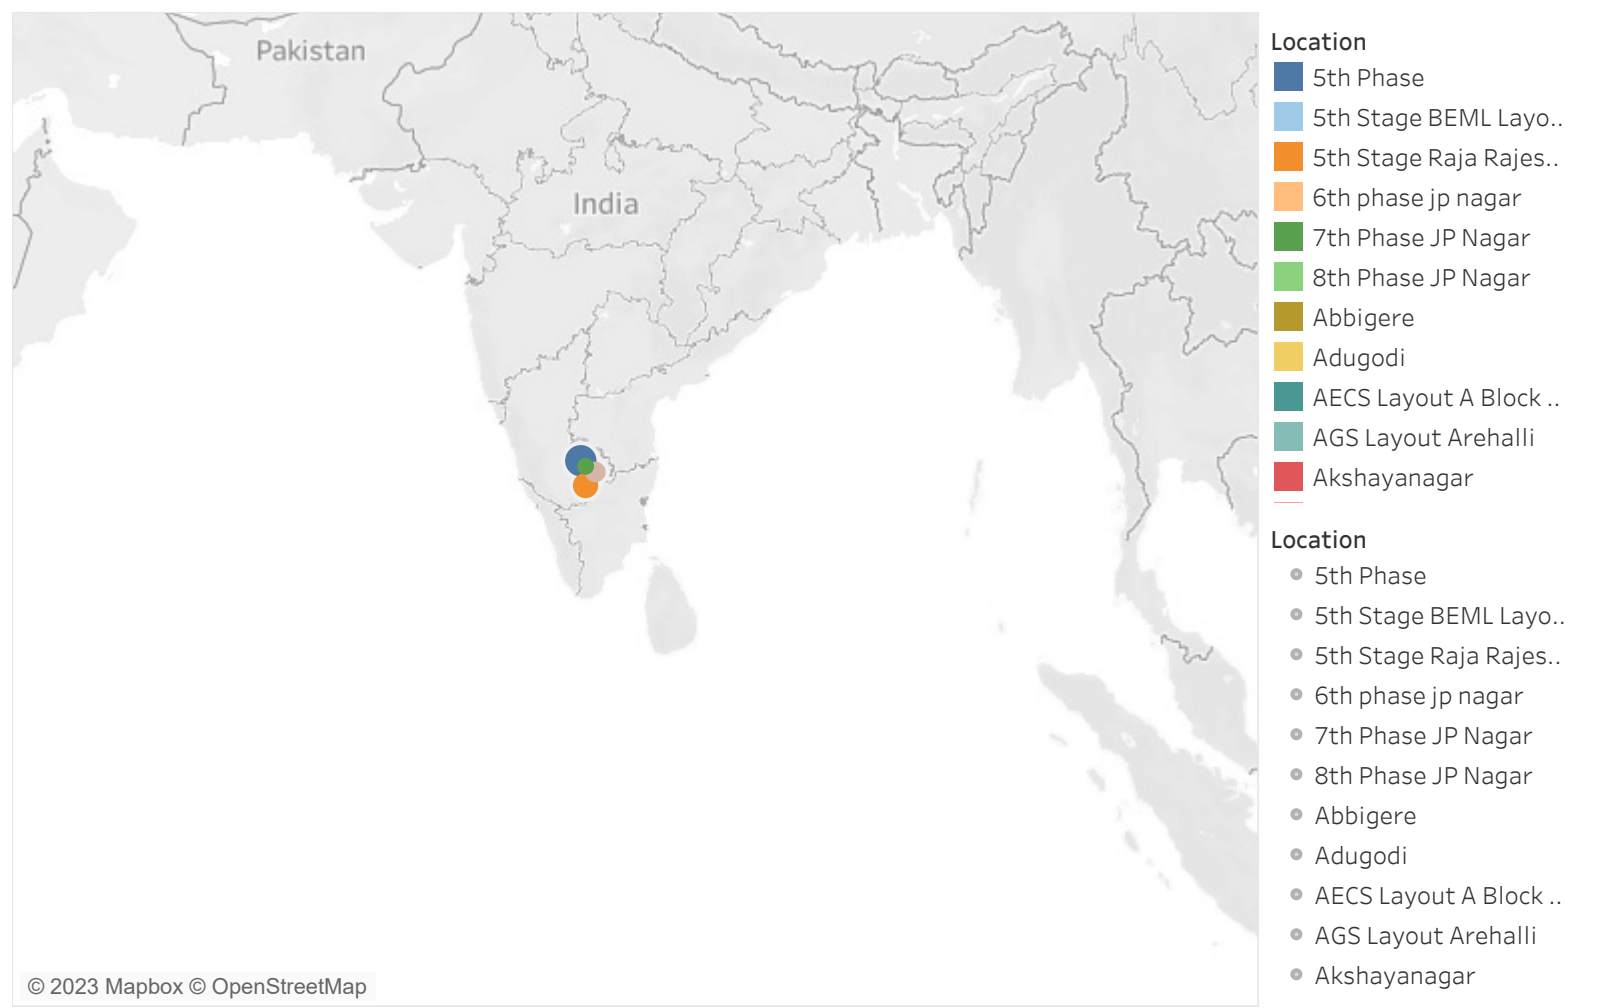 Pakistan
India
© 2023 Mapbox © OpenStreetMap
Location
5th Phase
5th Stage BEML Layo..
5th Stage Raja Rajes..
6th phase jp nagar
7th Phase JP Nagar
8th Phase JP Nagar
Abbigere
Adugodi
AECS Layout A Block ..
AGS Layout Arehalli
Akshayanagar
Location
5th Phase
5th Stage BEML Layo..
5th Stage Raja Rajes..
6th phase jp nagar
7th Phase JP Nagar
8th Phase JP Nagar
Abbigere
Adugodi
AECS Layout A Block ..
AGS Layout Arehalli
Akshayanagar